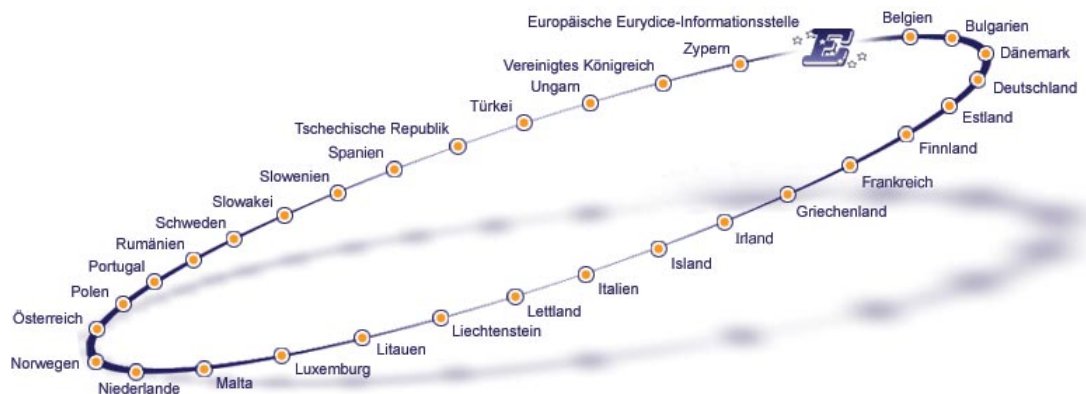 Europäische Eurydice-Informationsstelle
E
Belgien
Bulgarien
Dänemark
Deutschland
Estland
Finnland
Frankreich
Griechenland
Irland
Island
Italien
Lettland
Liechtenstein
Litauen
Luxemburg
Malta
Niederlande
Norwegen
Österreich
Polen
Portugal
Rumänien
Schweden
Slowakei
Slowenien
Spanien
Tschechische Republik
Türkei
Ungarn
Vereinigtes Königreich
Zypern